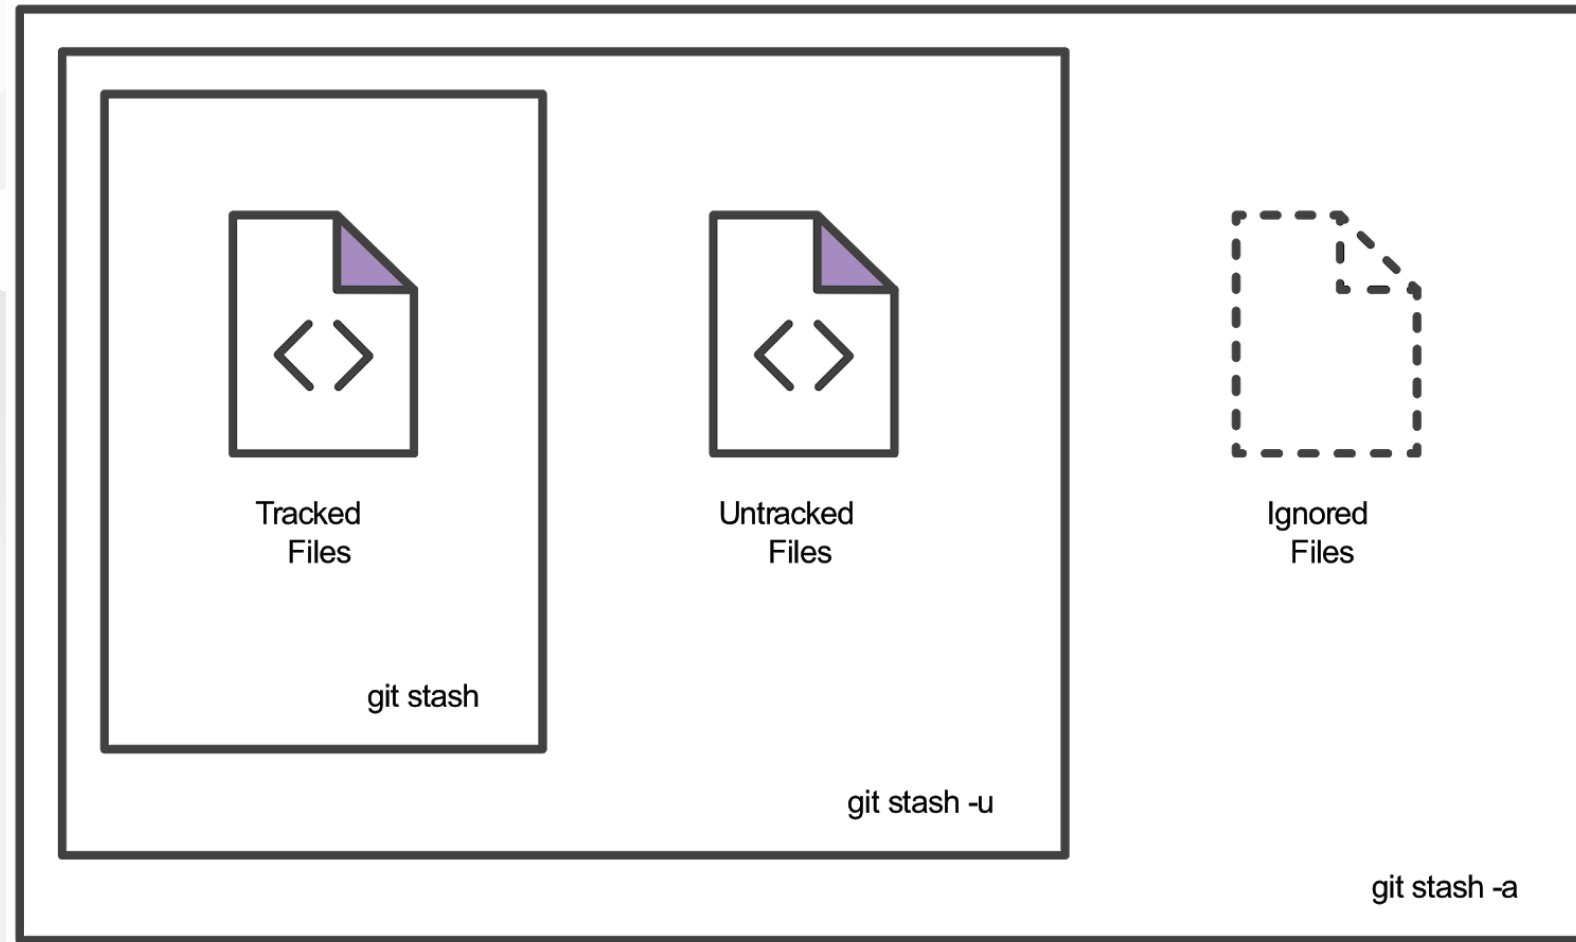 Tracked
Files
Untracked
Files
Ignored
Files
git stash
git stash -u
git stash -a